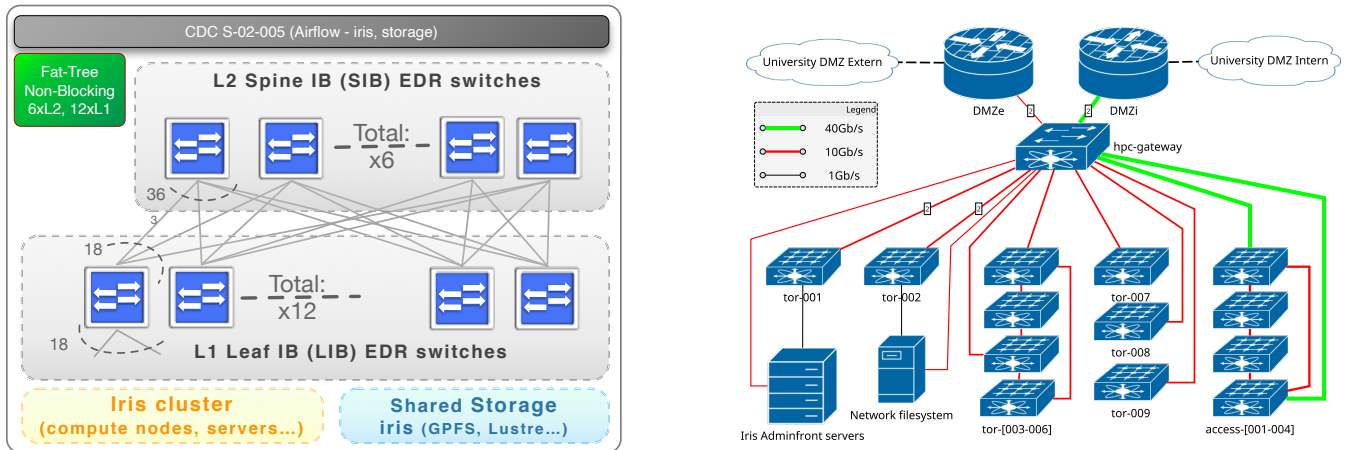 CDC S-02-005 (Airflow - iris, storage)
Fat-Tree
Non-Blocking
6xL2, 12xL1
L2 Spine IB (SIB) EDR switches
Total:
x6
36
3
18
Total:
x12
18
L1 Leaf IB (LIB) EDR switches
Iris cluster
(compute nodes, servers...)
Shared Storage
iris (GPFS, Lustre...)
University DMZ Extern
University DMZ Intern
DMZe
DMZi
2
2
Legend
40Gb/s
10Gb/s
1Gb/s
hpc-gateway
2
2
tor-001
tor-002
tor-007
tor-008
tor-009
Iris Adminfront servers
Network filesystem
tor-[003-006]
access-[001-004]